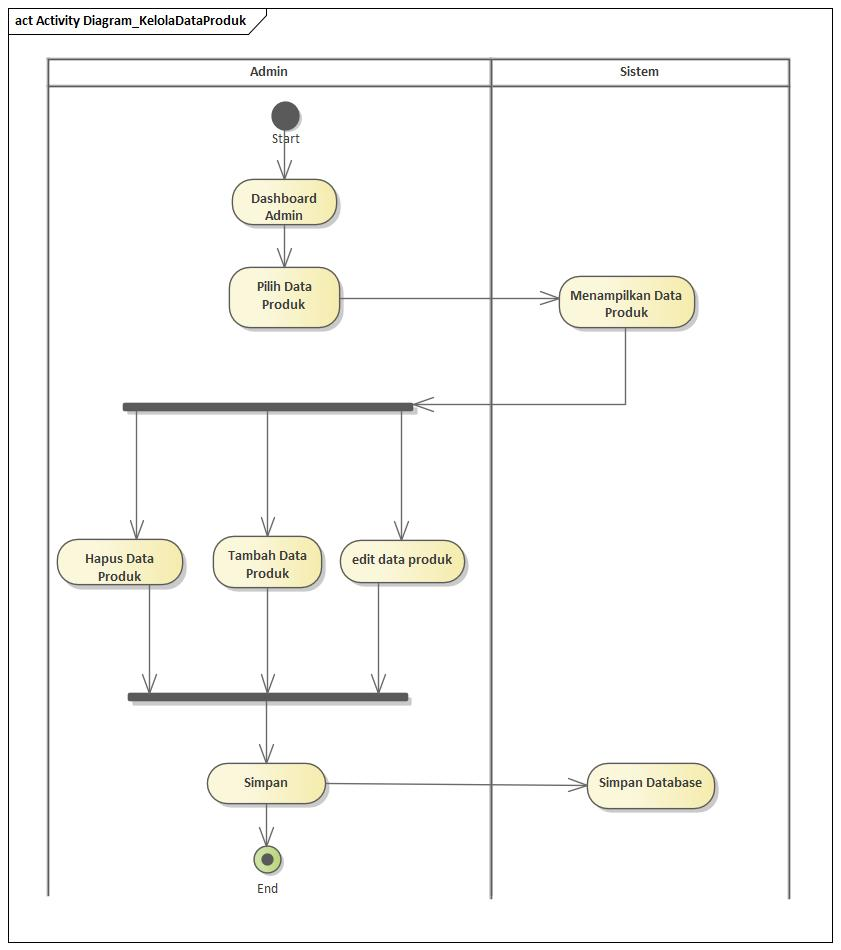 act Activity Diagram_KelolaDataProduk
Admin
Sistem
Start
Dashboard
Admin
Pilih Data
Produk
Menampilkan Data
Produk
Hapus Data
Produk
Tambah Data
Produk
edit data produk
Simpan
Simpan Database
End